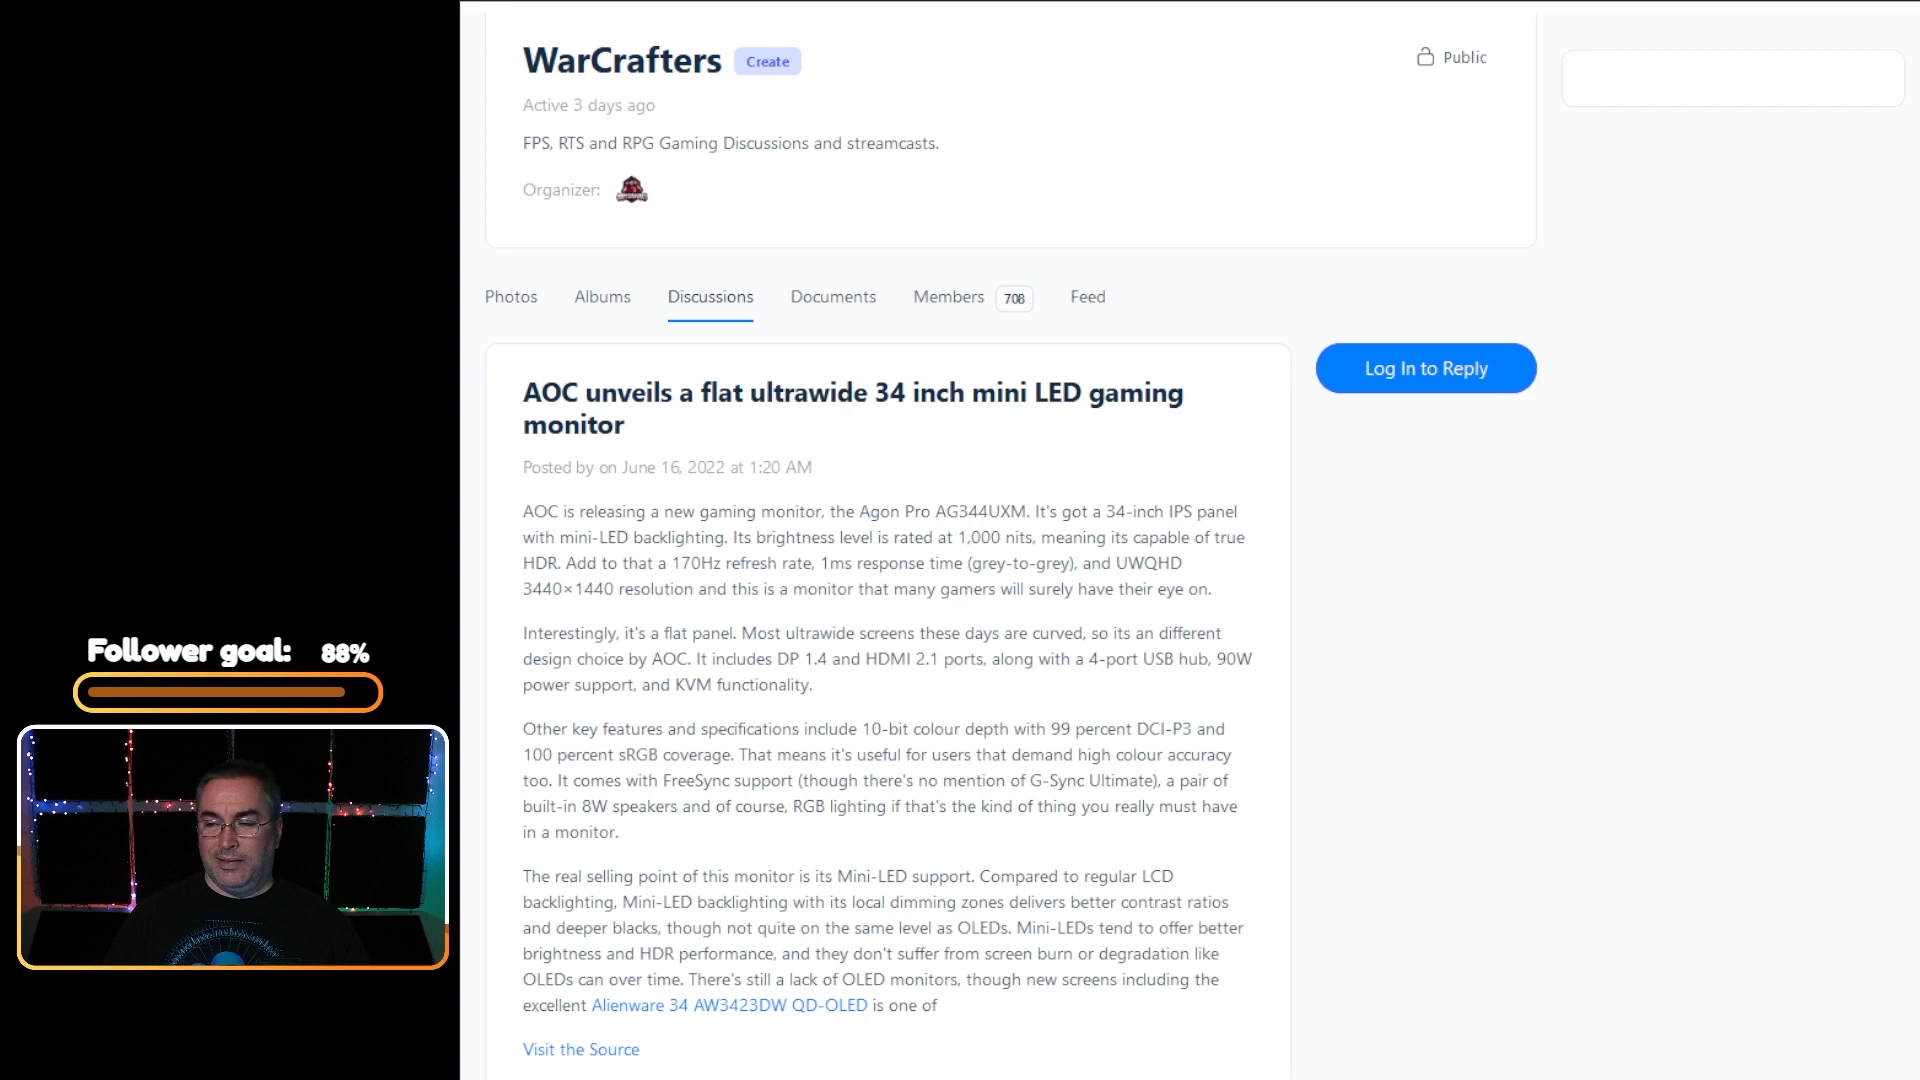 WarCrafters Create
Public
Active 3 days ago
FPS, RTS and RPG Gaming Discussions and streamcasts.
Organizer:
Photos Albums Discussions Documents Members 708 Feed
Log In to Reply
AOC unveils a flat ultrawide 34 inch mini LED gaming
monitor
Posted by on June 16, 2022 at 1:20 AM
AOC is releasing a new gaming monitor, the Agon Pro AG344UXM. It's got a 34-inch IPS panel
with mini-LED backlighting. Its brightness level is rated at 1,000 nits, meaning its capable of true
HDR. Add to that a 170Hz refresh rate, 1ms response time (grey-to-grey), and UWQHD
3440×1440 resolution and this is a monitor that many gamers will surely have their eye on.
Interestingly, it's a flat panel. Most ultrawide screens these days are curved, so its an different
design choice by AOC. It includes DP 1.4 and HDMI 2.1 ports, along with a 4-port USB hub, 90W
power support, and KVM functionality.
Other key features and specifications include 10-bit colour depth with 99 percent DCI-P3 and
100 percent sRGB coverage. That means it's useful for users that demand high colour accuracy
too. It comes with FreeSync support (though there's no mention of G-Sync Ultimate), a pair of
built-in 8W speakers and of course, RGB lighting if that's the kind of thing you really must have
in a monitor.
The real selling point of this monitor is its Mini-LED support. Compared to regular LCD
backlighting, Mini-LED backlighting with its local dimming zones delivers better contrast ratios
and deeper blacks, though not quite on the same level as OLEDs. Mini-LEDs tend to offer better
brightness and HDR performance, and they don't suffer from screen burn or degradation like
OLEDs can over time. There's still a lack of OLED monitors, though new screens including the
excellent Alienware 34 AW3423DW QD-OLED is one of
Visit the Source
Follower goal: 88%